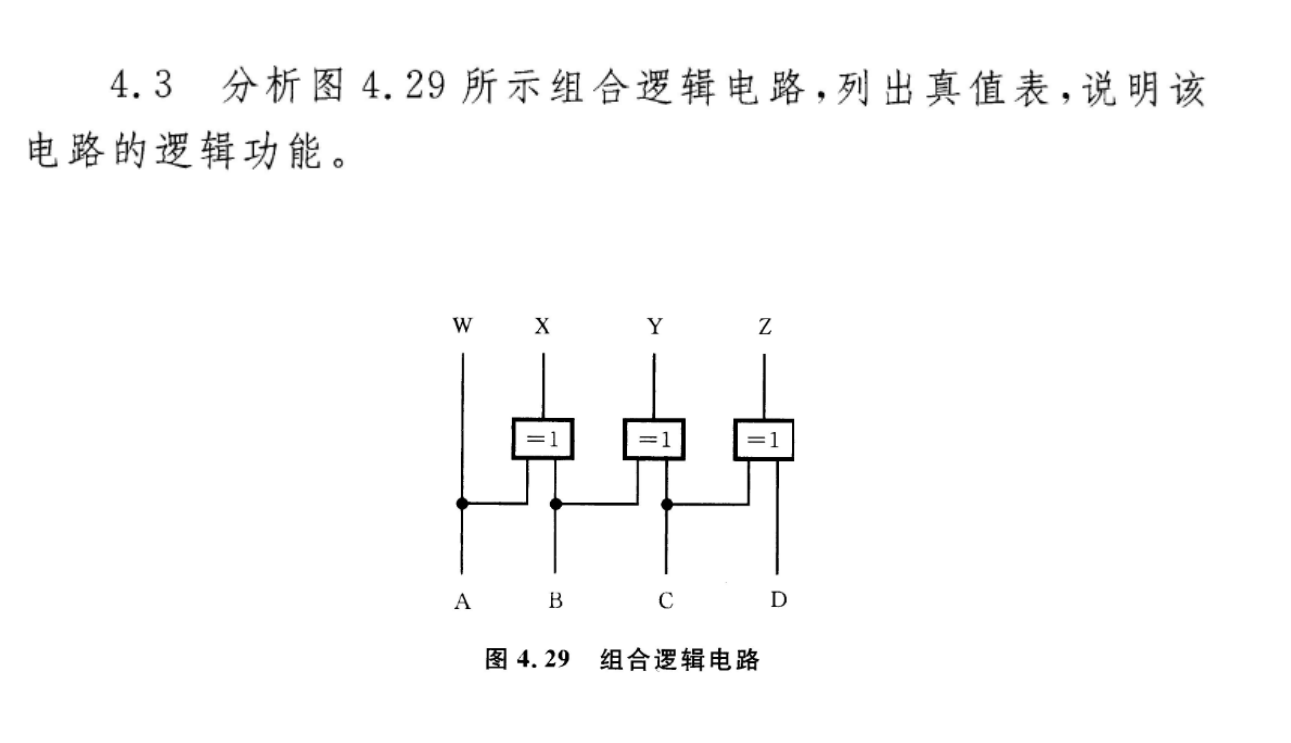 4.3 分析图 4.29 所示组合逻辑电路,列出真值表,说明该
电路的逻辑功能。
W X Y Z
=1 =1 =1
A B C D
图 4.29 组合逻辑电路